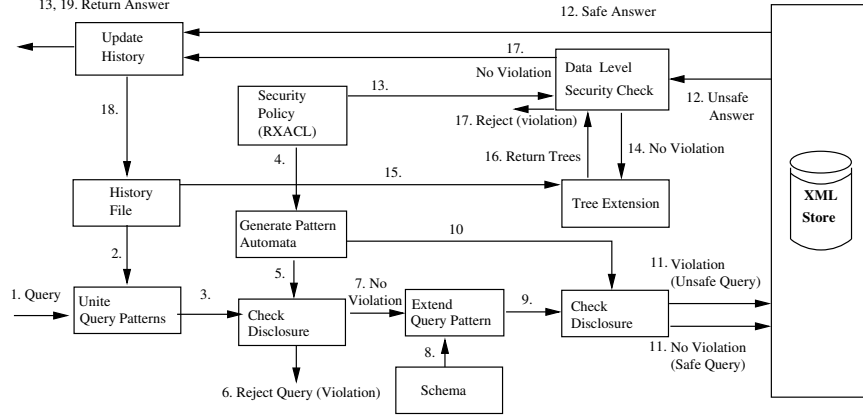 13, 19. Return Answer
12. Safe Answer
Update
History
17.
No Violation
Data Level
Security Check
13.
Security
Policy
(RXACL)
12. Unsafe
Answer
17. Reject (violation)
18.
4.
16. Return Trees
14. No Violation
15.
History
File
Tree Extension
XML
Store
Generate Pattern
Automata
10
2.
5.
7. No
Violation
11. Violation
(Unsafe Query)
1. Query
Unite
Query Patterns
3.
Check
Disclosure
Extend
Query Pattern
9.
Check
Disclosure
8.
11. No Violation
(Safe Query)
6. Reject Query (Violation)
Schema